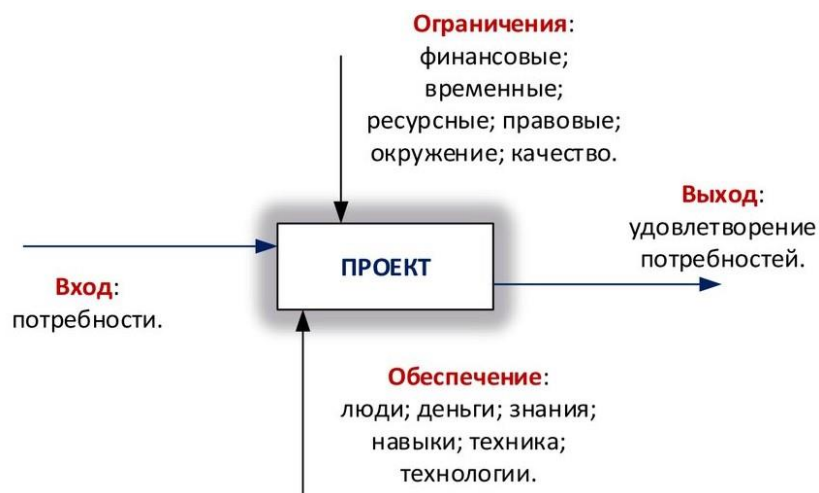 Ограничения:
финансовые;
временные;
ресурсные; правовые;
окружение; качество.
Выход:
удовлетворение
потребностей.
ПРОЕКТ
Вход:
потребности.
Обеспечение:
люди; деньги; знания;
навыки; техника;
технологии.